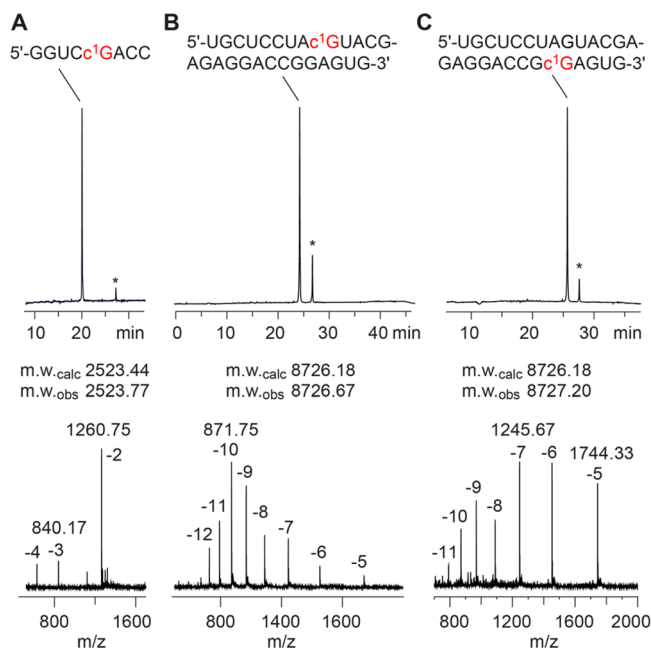 A
5'-GGUCc¹GACC
*
10 20 min
m.w.calc 2523.44
m.w.obs 2523.77
1260.75
-2
840.17
-4 -3
800 1600
m/z
B
5'-UGCUCCUAc¹GUACG-
AGAGGACCGGAGUG-3'
*
0 10 20 30 40 min
m.w.calc 8726.18
m.w.obs 8726.67
871.75
-10
-9
-11
-8
-12
-7
-6
-5
800 1400 1600
m/z
C
5'-UGCUCCUAGUACGA-
GAGGACCGc¹GAGUG-3'
*
10 20 30 min
m.w.calc 8726.18
m.w.obs 8727.20
1245.67
-7 -6
1744.33
-5
-9
-8
-10
-11
800 1200 1600 2000
m/z